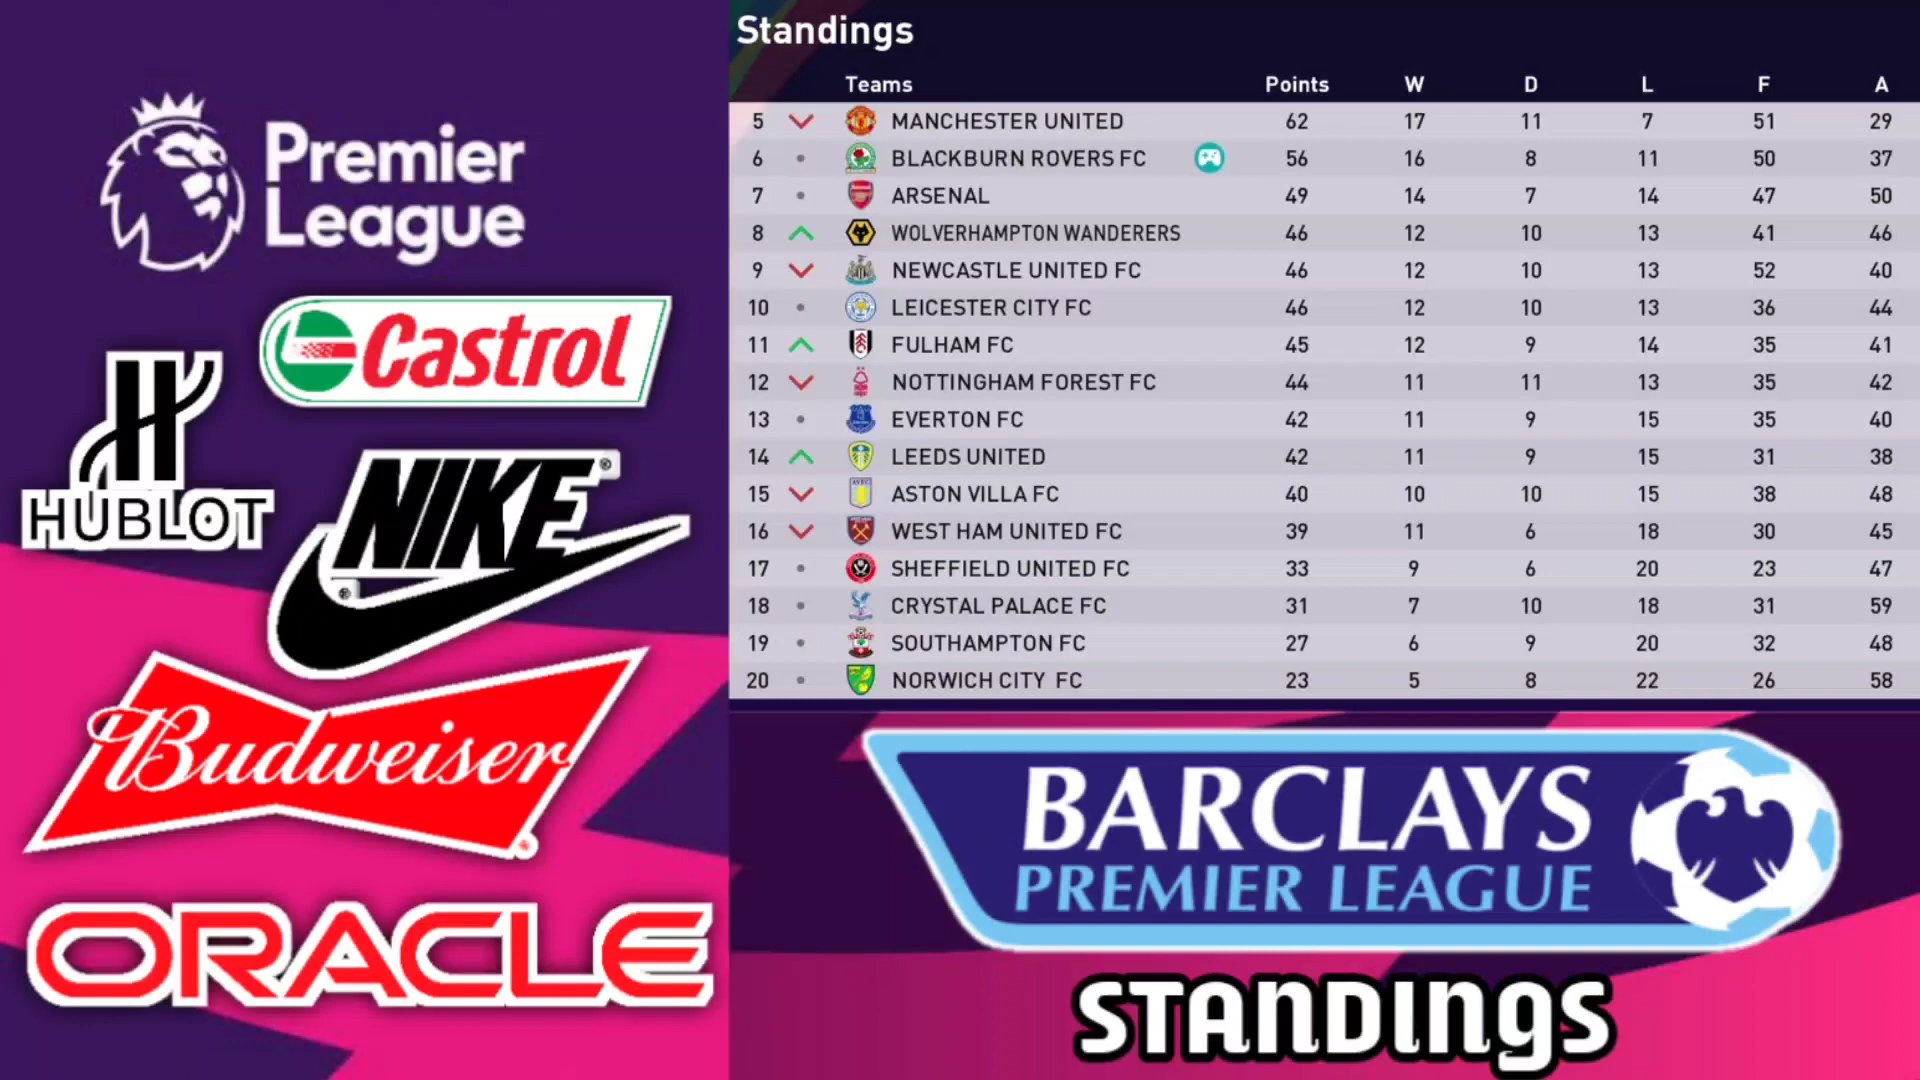 Premier
League
Castrol
HUBLOT
NIKE
Budweiser
ORACLE
Standings
Teams Points W D L F A
5 MANCHESTER UNITED 62 17 11 7 51 29
6 BLACKBURN ROVERS FC 56 16 8 11 50 37
7 ARSENAL 49 14 7 14 47 50
8 WOLVERHAMPTON WANDERERS 46 12 10 13 41 46
9 NEWCASTLE UNITED FC 46 12 10 13 52 40
10 LEICESTER CITY FC 46 12 10 13 36 44
11 FULHAM FC 45 12 9 14 35 41
12 NOTTINGHAM FOREST FC 44 11 11 13 35 42
13 EVERTON FC 42 11 9 15 35 40
14 LEEDS UNITED 42 11 9 15 31 38
15 ASTON VILLA FC 40 10 10 15 38 48
16 WEST HAM UNITED FC 39 11 6 18 30 45
17 SHEFFIELD UNITED FC 33 9 6 20 23 47
18 CRYSTAL PALACE FC 31 7 10 18 31 59
19 SOUTHAMPTON FC 27 6 9 20 32 48
20 NORWICH CITY FC 23 5 8 22 26 58
BARCLAYS
PREMIER LEAGUE
STANDINGS